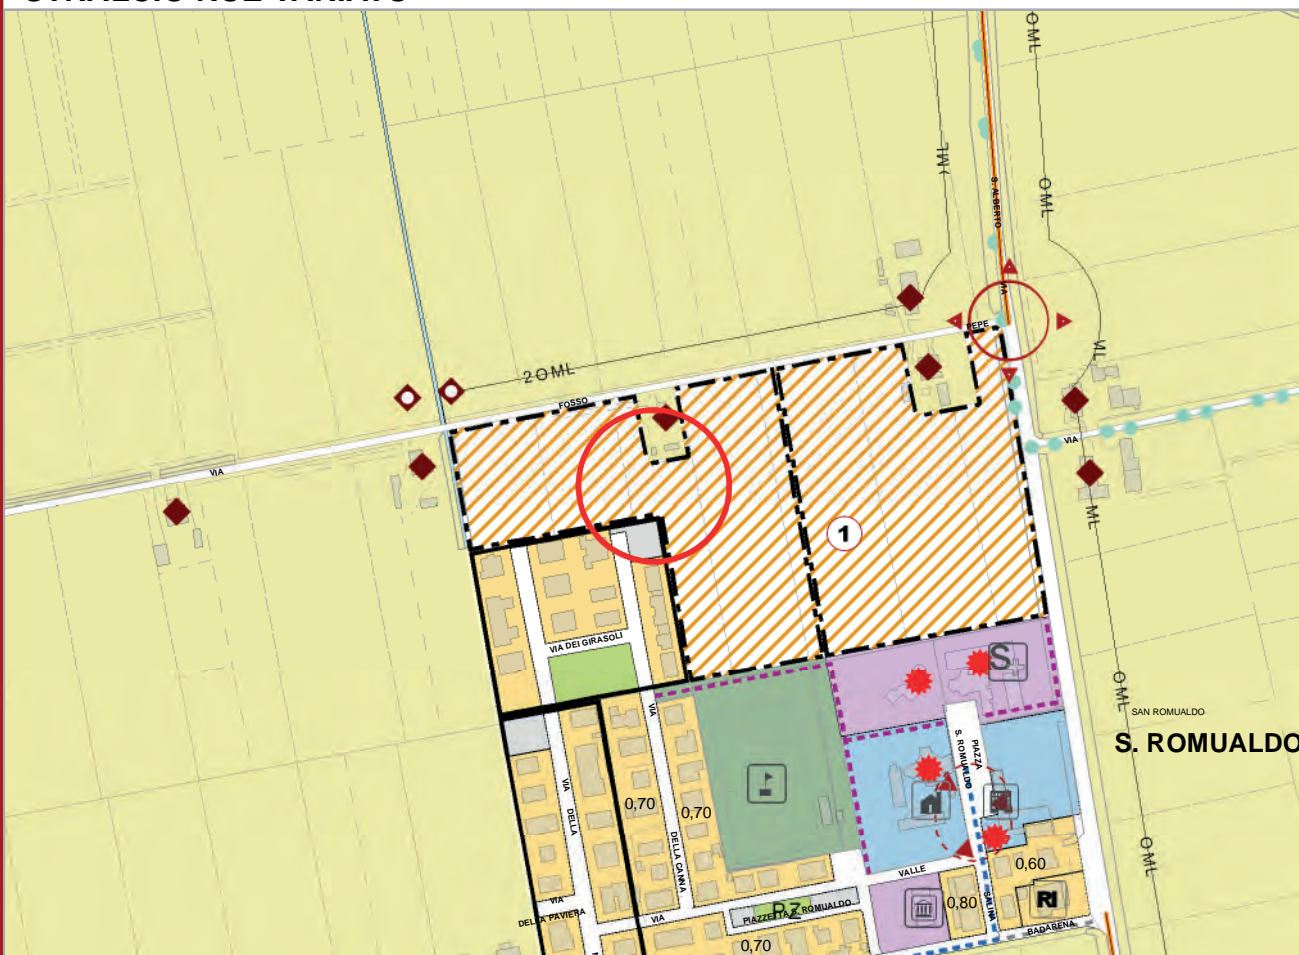 OML
OML
S. ALBERTO
VIA
OML
PEPE
20ML
FOSSO
VIA
VIA
ML
1
VIA DEI GIRASOLI
S
OML
SAN ROMUALDO
S. ROMUALDO
VIA
PIAZZA
S. ROMUALDO
VIA
DELLA
0,70
0,70
DELLA CANNA
OML
0,60
VALLE
RI
0,80
SALINA
VIA
DELLA PAVIERA
VIA
PIAZZETTA S. ROMUALDO
PZ
BADARENA
0,70